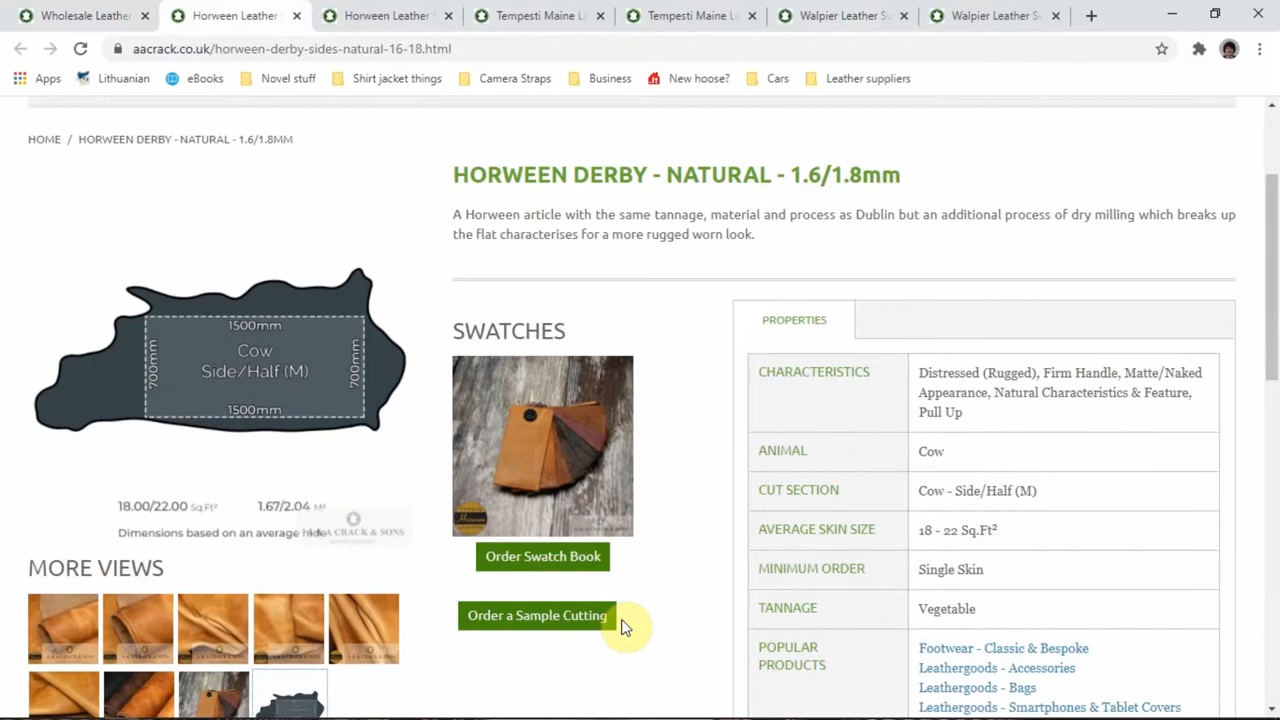 Wholesale Leather
Horween Leather
Horween Leather
Tempesti Maine Li
Tempesti Maine L
Walpier Leather Su
Walpier Leather Su
aacrack.co.uk/horween-derby-sides-natural-16-18.html
Apps
Lithuanian
eBooks
Novel stuff
Shirt jacket things
Camera Straps
Business
New hoose?
Cars
Leather suppliers
HOME / HORWEEN DERBY - NATURAL - 1.6/1.8MM
HORWEEN DERBY - NATURAL - 1.6/1.8mm
A Horween article with the same tannage, material and process as Dublin but an additional process of dry milling which breaks up
the flat characterises for a more rugged worn look.
1500mm
700mm
Cow
Side/Half (M)
700mm
1500mm
18.00/22.00 Sq.Ft² 1.67/2.04 M²
Dimensions based on an average hide
A & A CRACK & SONS
MORE VIEWS
SWATCHES
Order Swatch Book
Order a Sample Cutting
PROPERTIES
CHARACTERISTICS
Distressed (Rugged), Firm Handle, Matte/Naked
Appearance, Natural Characteristics & Feature,
Pull Up
ANIMAL
Cow
CUT SECTION
Cow - Side/Half (M)
AVERAGE SKIN SIZE
18 - 22 Sq.Ft²
MINIMUM ORDER
Single Skin
TANNAGE
Vegetable
POPULAR
PRODUCTS
Footwear - Classic & Bespoke
Leathergoods - Accessories
Leathergoods - Bags
Leathergoods - Smartphones & Tablet Covers